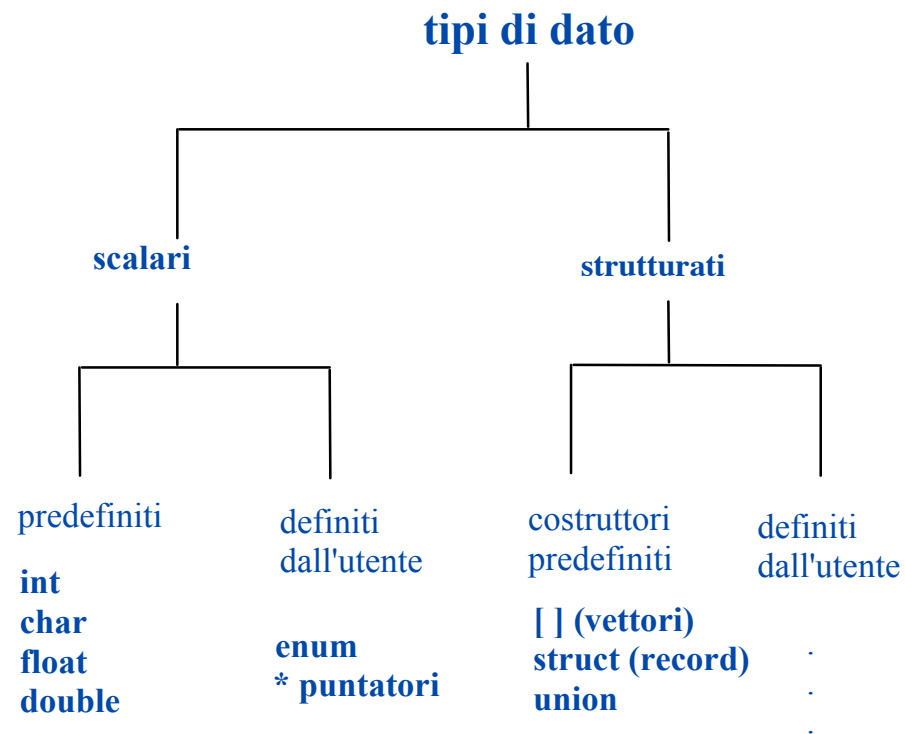 tipi di dato
scalari
strutturati
predefiniti
int
char
float
double
definiti
dall'utente
enum
* puntatori
costruttori
predefiniti
[ ] (vettori)
struct (record)
union
definiti
dall'utente
.
.
.